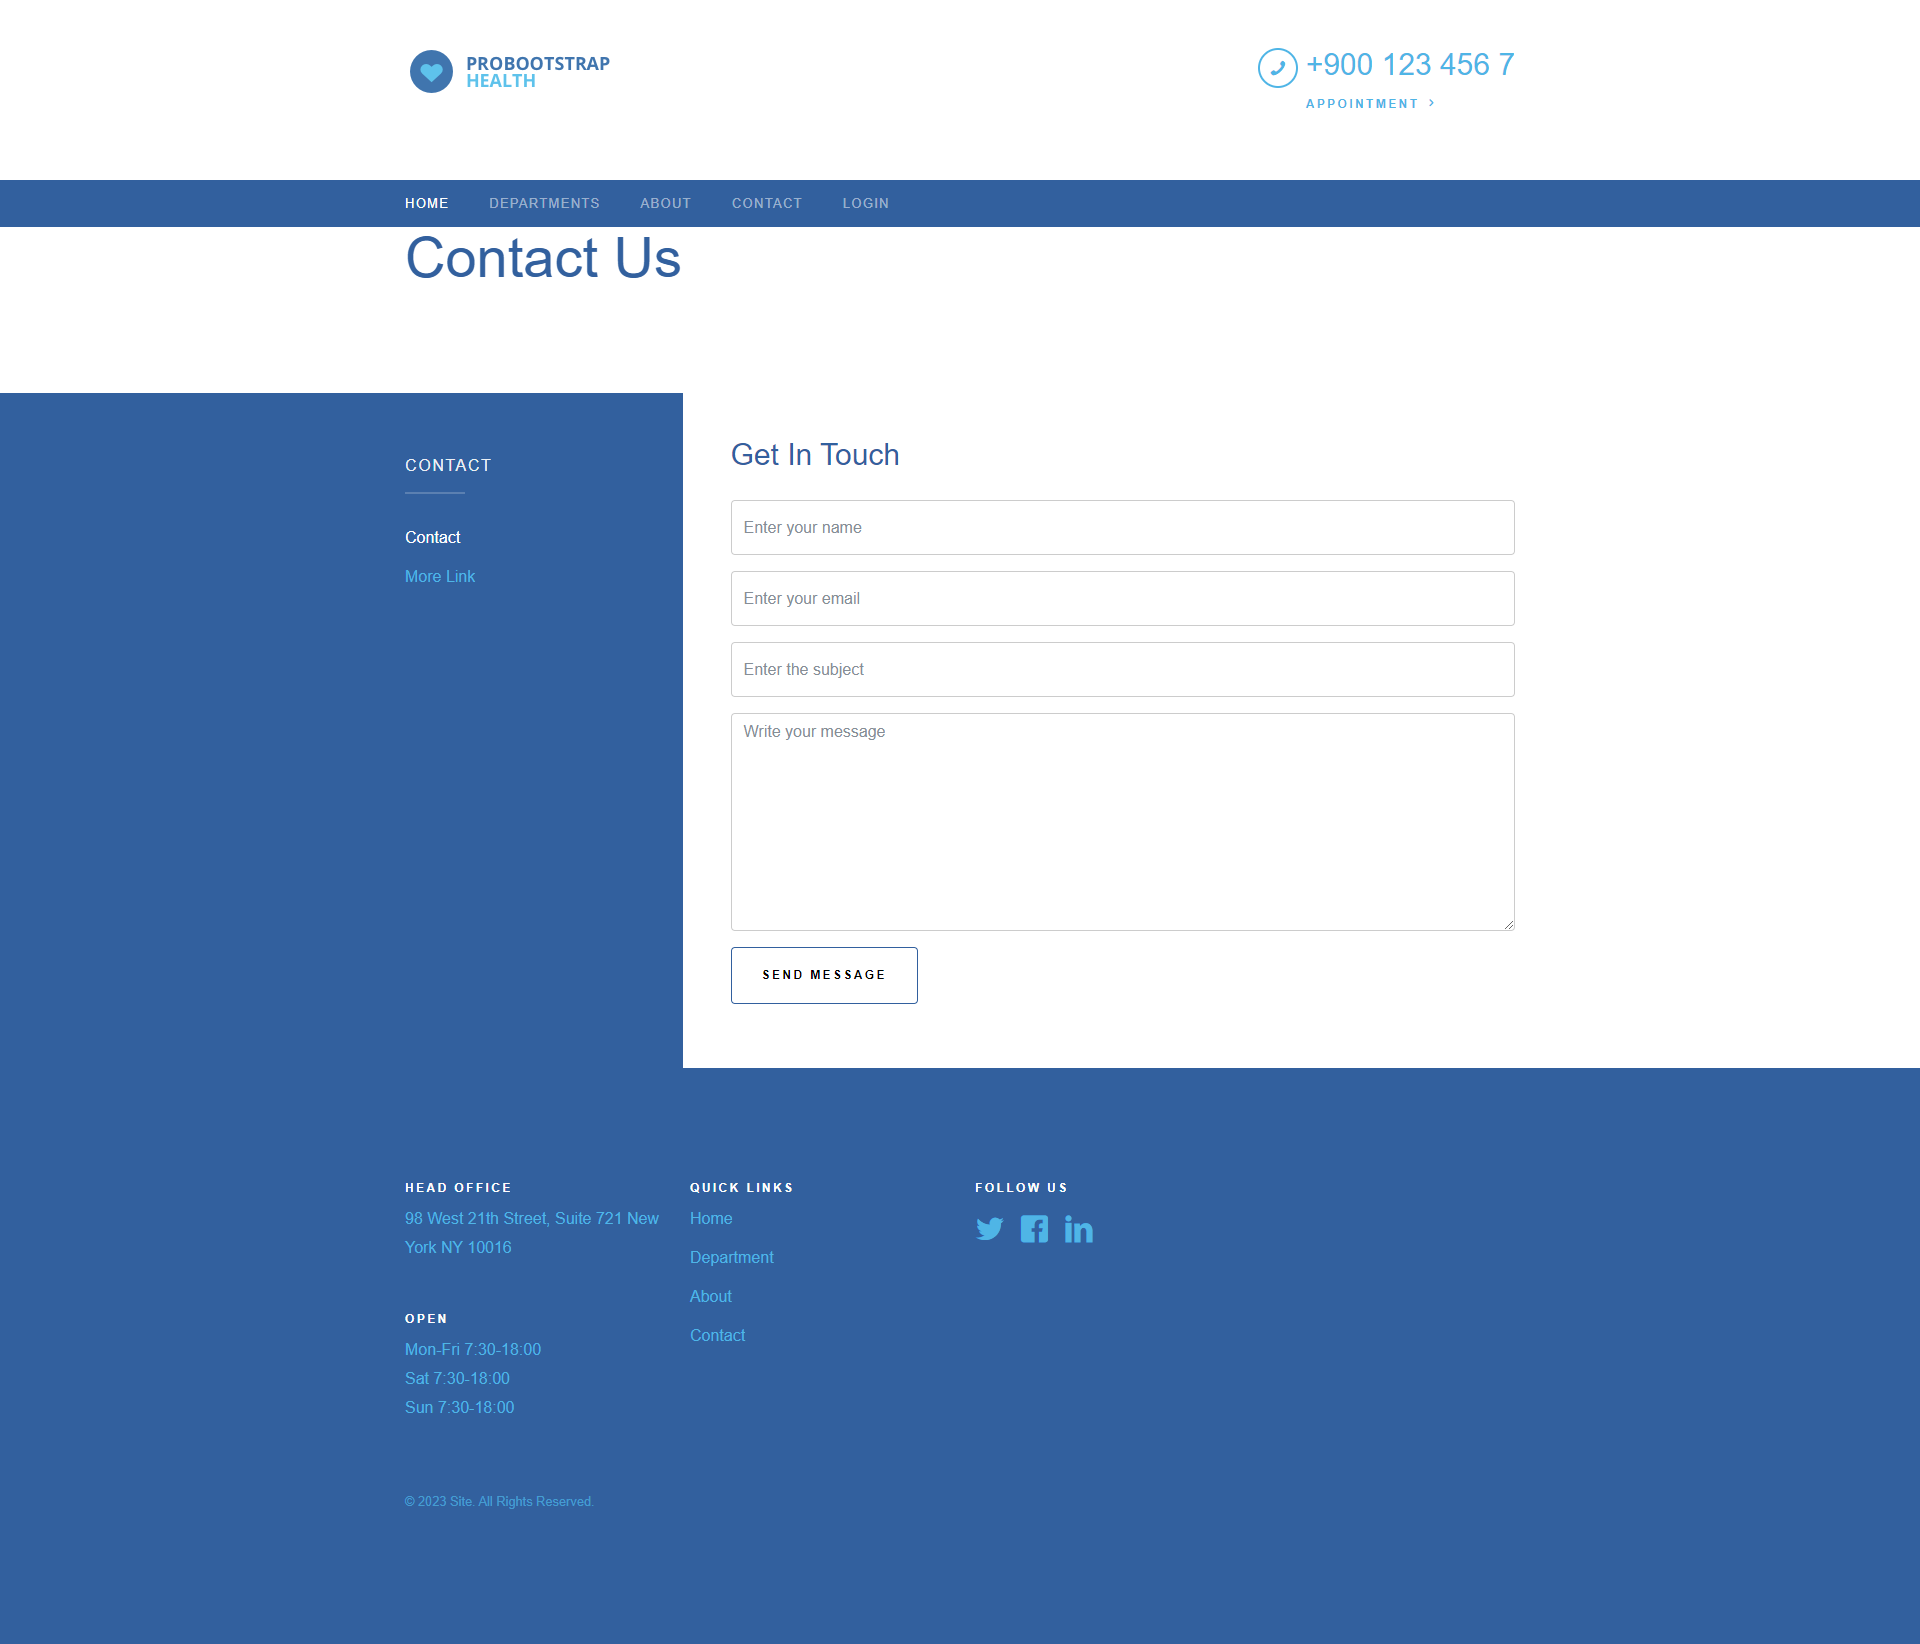 PROBOOTSTRAP
HEALTH
+900 123 456 7
APPOINTMENT
HOME DEPARTMENTS ABOUT CONTACT LOGIN
Contact Us
CONTACT
Contact
More Link
Get In Touch
Enter your name
Enter your email
Enter the subject
Write your message
SEND MESSAGE
HEAD OFFICE
98 West 21th Street, Suite 721 New
York NY 10016
OPEN
Mon-Fri 7:30-18:00
Sat 7:30-18:00
Sun 7:30-18:00
QUICK LINKS
Home
Department
About
Contact
FOLLOW US
© 2023 Site. All Rights Reserved.